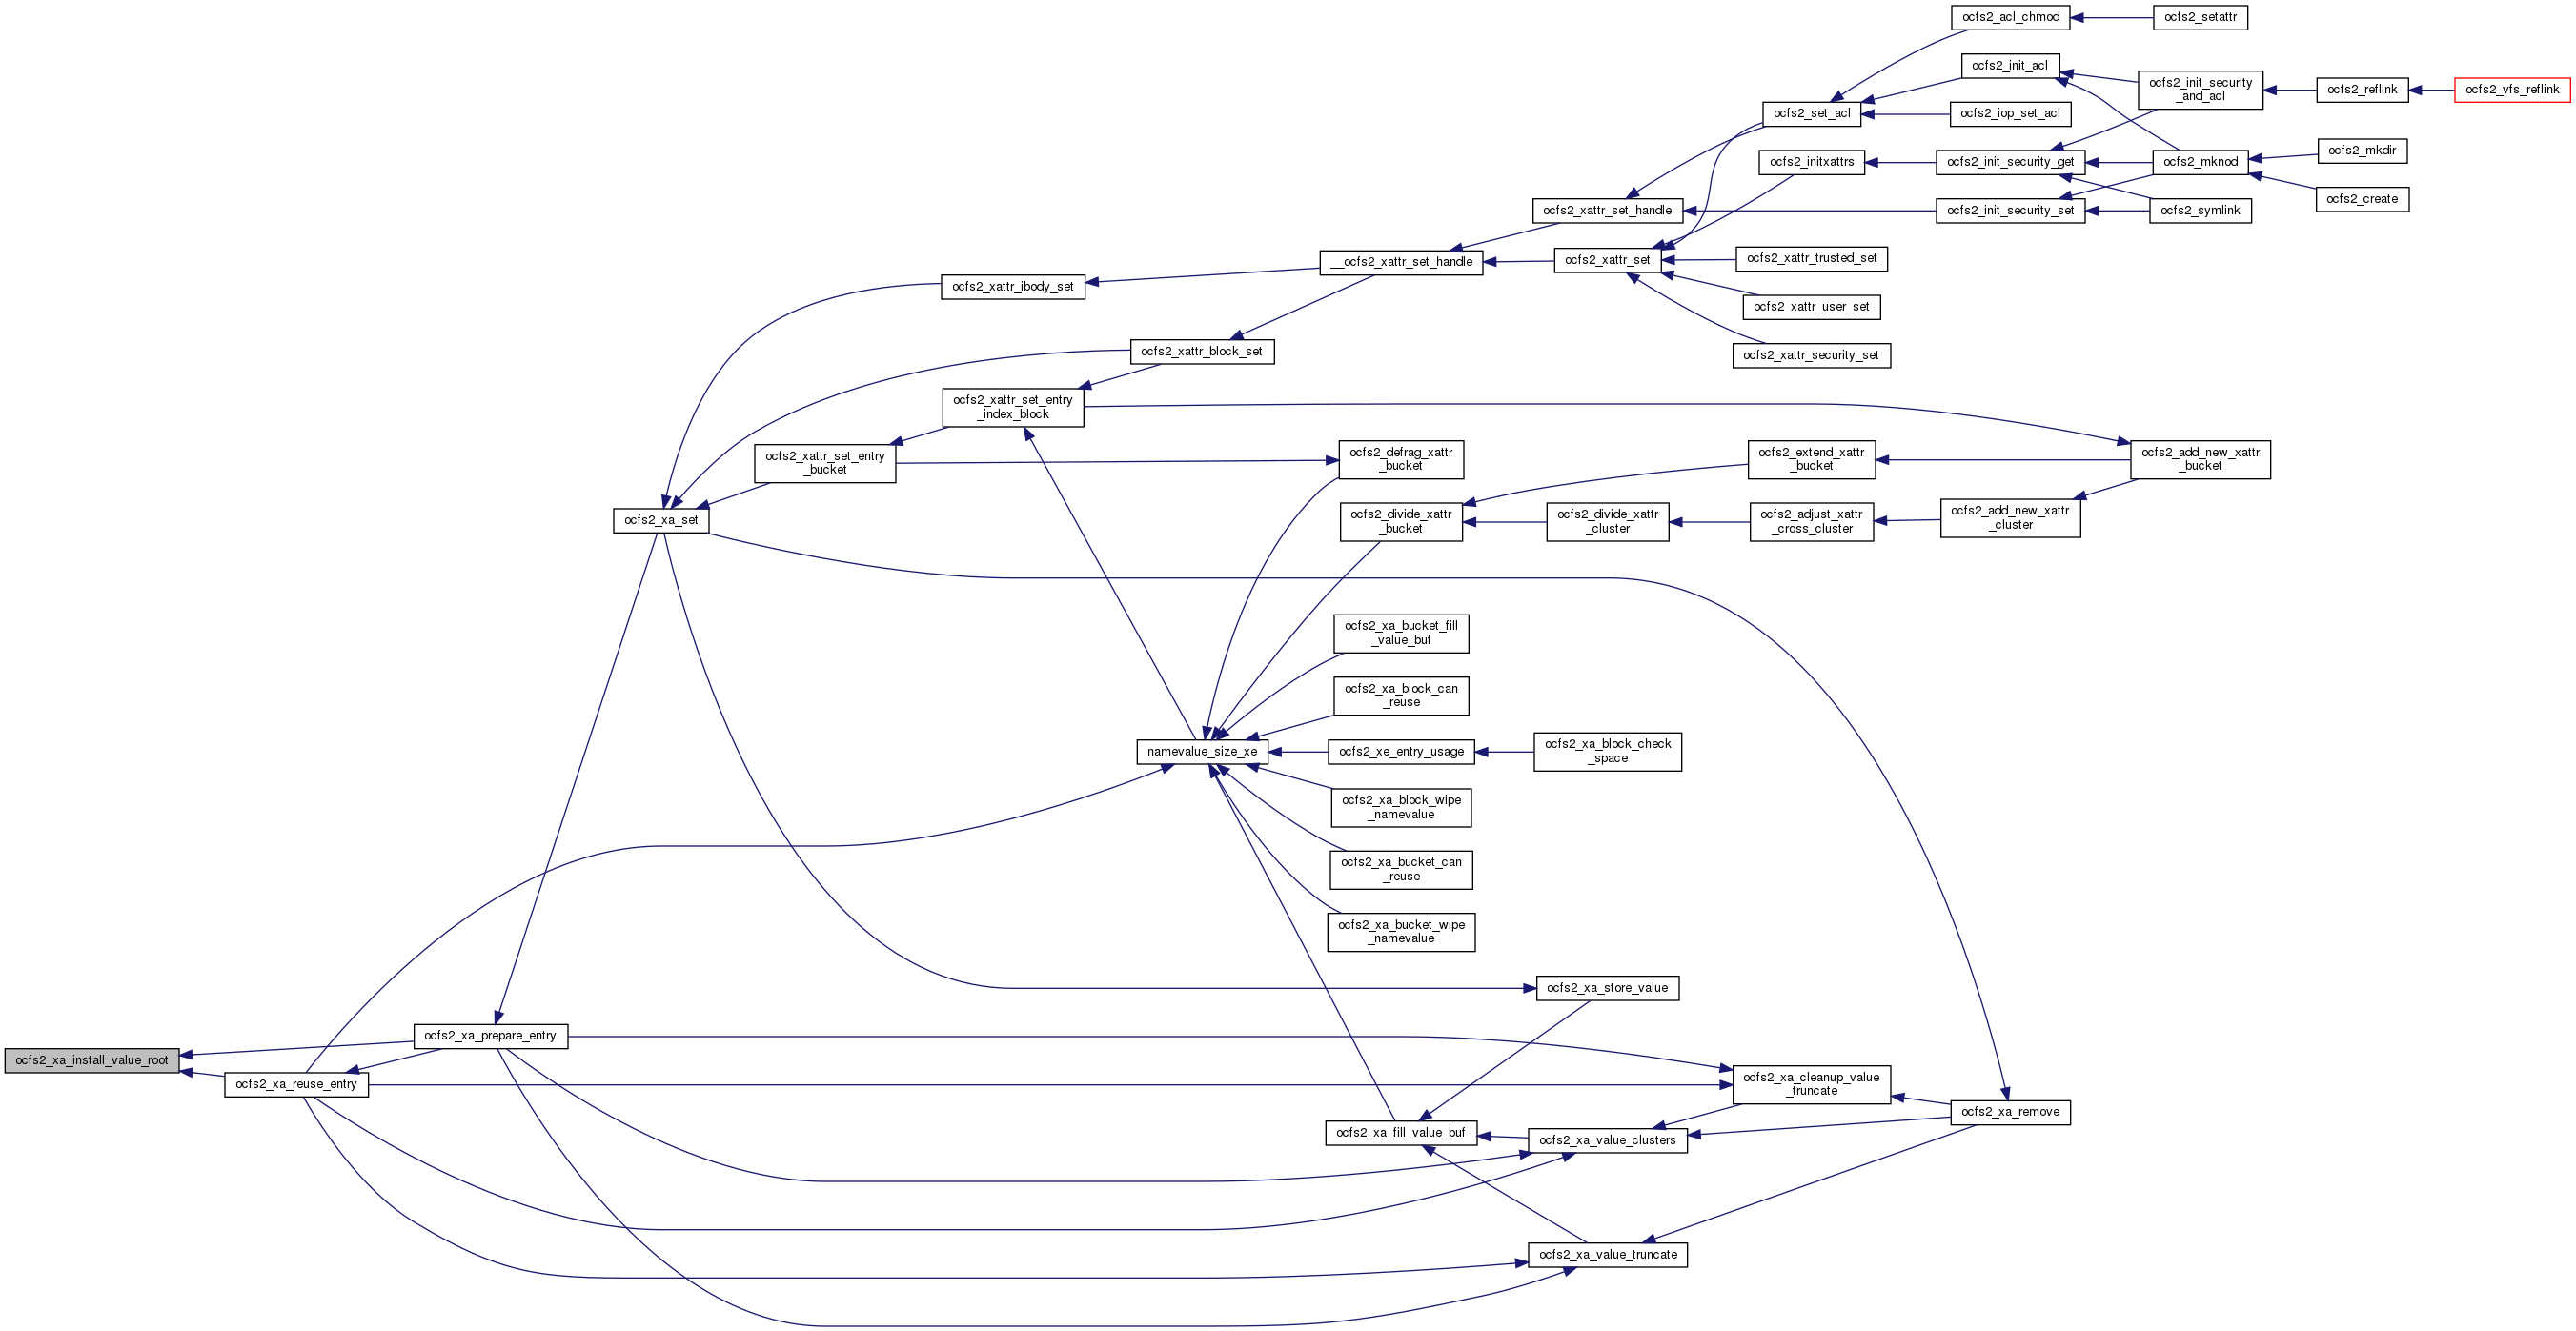 ocfs2_acl_chmod
ocfs2_setattr
ocfs2_init_acl
ocfs2_init_security
_and_acl
ocfs2_reflink
ocfs2_vfs_reflink
ocfs2_set_acl
ocfs2_iop_set_acl
ocfs2_initxattrs
ocfs2_init_security_get
ocfs2_mknod
ocfs2_mkdir
ocfs2_create
ocfs2_xattr_set_handle
ocfs2_init_security_set
ocfs2_symlink
__ocfs2_xattr_set_handle
ocfs2_xattr_set
ocfs2_xattr_trusted_set
ocfs2_xattr_ibody_set
ocfs2_xattr_user_set
ocfs2_xattr_block_set
ocfs2_xattr_security_set
ocfs2_xattr_set_entry
_index_block
ocfs2_xattr_set_entry
_bucket
ocfs2_defrag_xattr
_bucket
ocfs2_extend_xattr
_bucket
ocfs2_add_new_xattr
_bucket
ocfs2_xa_set
ocfs2_divide_xattr
_bucket
ocfs2_divide_xattr
_cluster
ocfs2_adjust_xattr
_cross_cluster
ocfs2_add_new_xattr
_cluster
ocfs2_xa_bucket_fill
_value_buf
ocfs2_xa_block_can
_reuse
namevalue_size_xe
ocfs2_xe_entry_usage
ocfs2_xa_block_check
_space
ocfs2_xa_block_wipe
_namevalue
ocfs2_xa_bucket_can
_reuse
ocfs2_xa_bucket_wipe
_namevalue
ocfs2_xa_store_value
ocfs2_xa_prepare_entry
ocfs2_xa_install_value_root
ocfs2_xa_reuse_entry
ocfs2_xa_cleanup_value
_truncate
ocfs2_xa_remove
ocfs2_xa_fill_value_buf
ocfs2_xa_value_clusters
ocfs2_xa_value_truncate